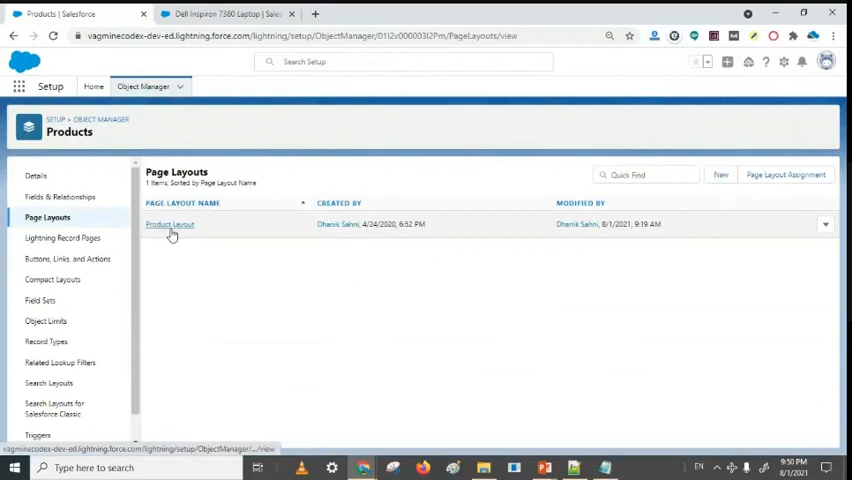 Products | Salesforce
Dell Inspiron 7380 Laptop | Sales
vagminecodex-dev-ed.lightning.force.com/lightning/setup/ObjectManager/01I2v000003I2Pm/PageLayouts/view
Search Setup
Setup
Home
Object Manager
SETUP > OBJECT MANAGER
Products
Details
Fields & Relationships
Page Layouts
Lightning Record Pages
Buttons, Links, and Actions
Compact Layouts
Field Sets
Object Limits
Record Types
Related Lookup Filters
Search Layouts
Search Layouts for
Salesforce Classic
Triggers
Page Layouts
1 Items, Sorted by Page Layout Name
Quick Find
New
Page Layout Assignment
PAGE LAYOUT NAME
CREATED BY
MODIFIED BY
Product Layout
Dhanik Sahni, 4/24/2020, 6:52 PM
Dhanik Sahni, 8/1/2021, 9:19 AM
vagminecodex-dev-ed.lightning.force.com/lightning/setup/ObjectManager/.../view
Type here to search
EN
9:50 PM
8/1/2021